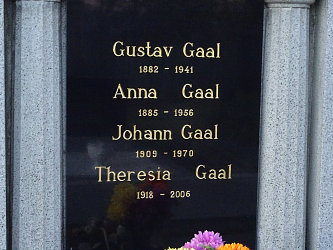 Gustav Gaal
1882 - 1941
Anna Gaal
1885 - 1956
Johann Gaal
1909 - 1970
Theresia Gaal
1918 - 2006